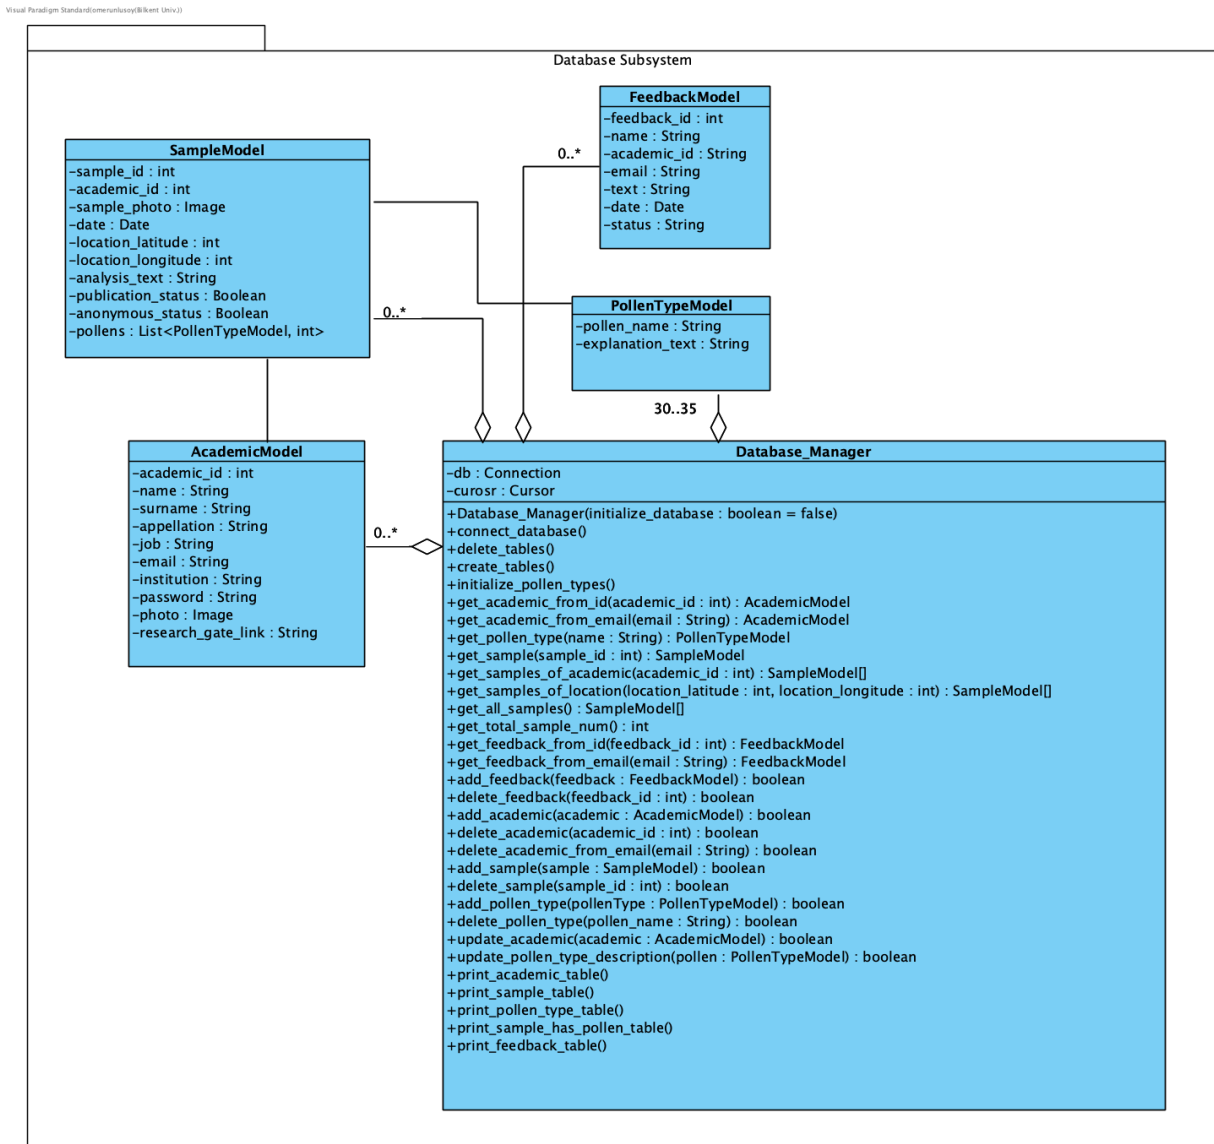 Visual Paradigm Standard(omerunlusoy(Bilkent Univ.))
Database Subsystem
FeedbackModel
-feedback_id : int
-name : String
-academic_id : String
-email : String
-text : String
-date : Date
-status : String
0..*
SampleModel
-sample_id : int
-academic_id : int
-sample_photo : Image
-date : Date
-location_latitude : int
-location_longitude : int
-analysis_text : String
-publication_status : Boolean
-anonymous_status : Boolean
-pollens : List<PollenTypeModel, int>
0..*
PollenTypeModel
-pollen_name : String
-explanation_text : String
30..35
AcademicModel
-academic_id : int
-name : String
-surname : String
-appellation : String
-job : String
-email : String
-institution : String
-password : String
-photo : Image
-research_gate_link : String
0..*
Database_Manager
-db : Connection
-curosr : Cursor
+Database_Manager(initialize_database : boolean = false)
+connect_database()
+delete_tables()
+create_tables()
+initialize_pollen_types()
+get_academic_from_id(academic_id : int) : AcademicModel
+get_academic_from_email(email : String) : AcademicModel
+get_pollen_type(name : String) : PollenTypeModel
+get_sample(sample_id : int) : SampleModel
+get_samples_of_academic(academic_id : int) : SampleModel[]
+get_samples_of_location(location_latitude : int, location_longitude : int) : SampleModel[]
+get_all_samples() : SampleModel[]
+get_total_sample_num() : int
+get_feedback_from_id(feedback_id : int) : FeedbackModel
+get_feedback_from_email(email : String) : FeedbackModel
+add_feedback(feedback : FeedbackModel) : boolean
+delete_feedback(feedback_id : int) : boolean
+add_academic(academic : AcademicModel) : boolean
+delete_academic(academic_id : int) : boolean
+delete_academic_from_email(email : String) : boolean
+add_sample(sample : SampleModel) : boolean
+delete_sample(sample_id : int) : boolean
+add_pollen_type(pollenType : PollenTypeModel) : boolean
+delete_pollen_type(pollen_name : String) : boolean
+update_academic(academic : AcademicModel) : boolean
+update_pollen_type_description(pollen : PollenTypeModel) : boolean
+print_academic_table()
+print_sample_table()
+print_pollen_type_table()
+print_sample_has_pollen_table()
+print_feedback_table()